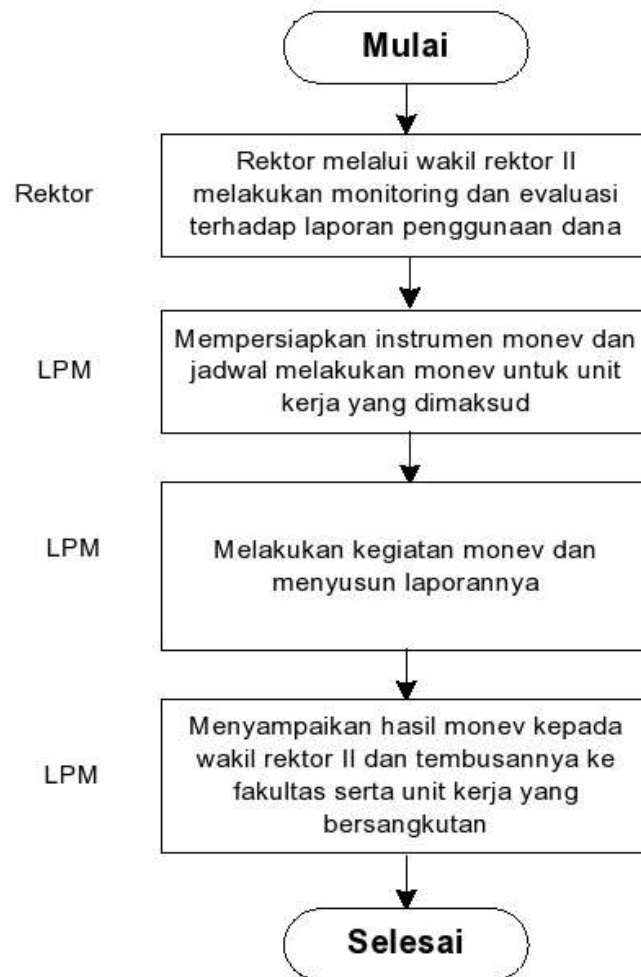 Mulai
Rektor
Rektor melalui wakil rektor II
melakukan monitoring dan evaluasi
terhadap laporan penggunaan dana
LPM
Mempersiapkan instrumen monev dan
jadwal melakukan monev untuk unit
kerja yang dimaksud
LPM
Melakukan kegiatan monev dan
menyusun laporannya
LPM
Menyampaikan hasil monev kepada
wakil rektor II dan tembusannya ke
fakultas serta unit kerja yang
bersangkutan
Selesai